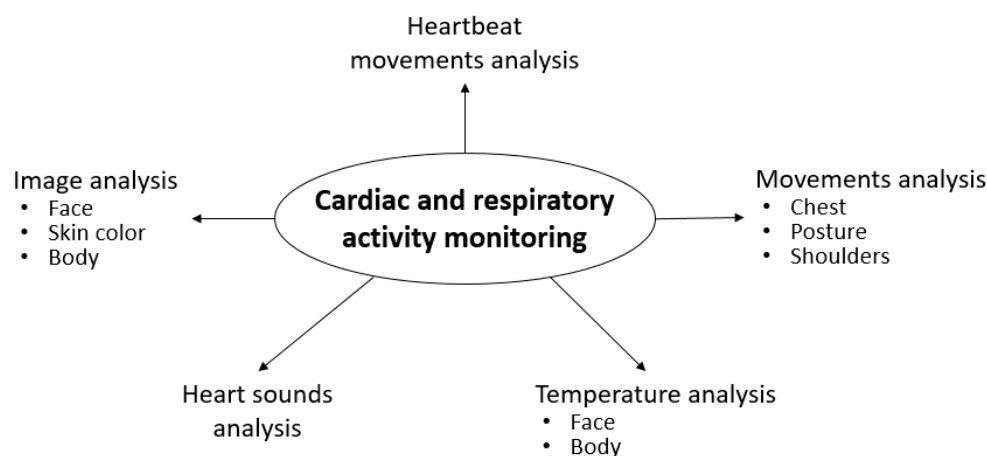 Heartbeat
movements analysis
Image analysis
• Face
• Skin color
• Body
Cardiac and respiratory
activity monitoring
Movements analysis
• Chest
• Posture
• Shoulders
Heart sounds
analysis
Temperature analysis
• Face
• Body